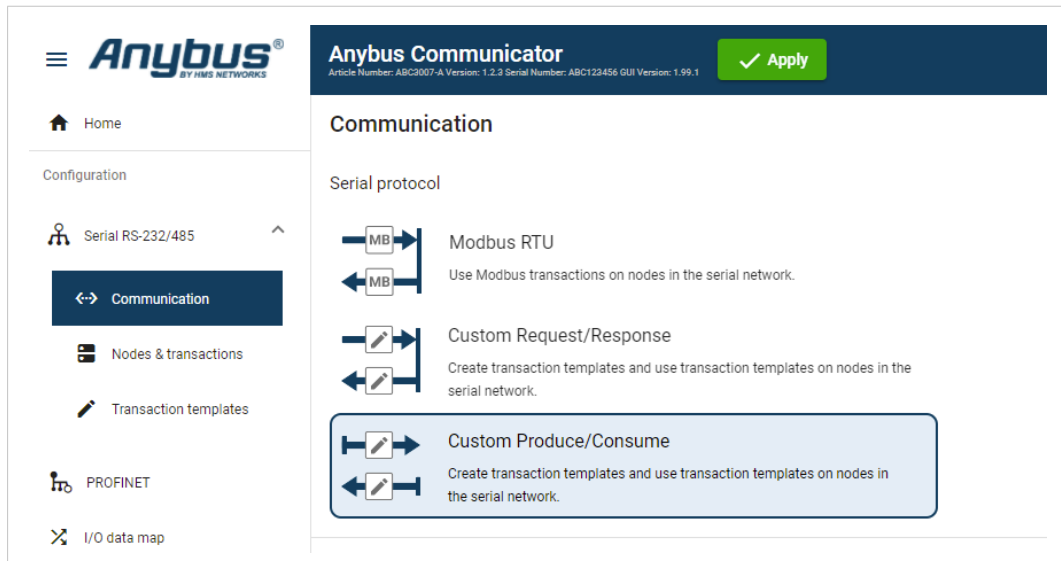 Anybus®
BY HMS NETWORKS
Anybus Communicator
Article Number: ABC3007-A Version: 1.2.3 Serial Number: ABC123456 GUI Version: 1.99.1
Apply
Home
Configuration
Serial RS-232/485
Communication
Nodes & transactions
Transaction templates
PROFINET
I/O data map
Communication
Serial protocol
MB
MB
Modbus RTU
Use Modbus transactions on nodes in the serial network.
Custom Request/Response
Create transaction templates and use transaction templates on nodes in the
serial network.
Custom Produce/Consume
Create transaction templates and use transaction templates on nodes in
the serial network.